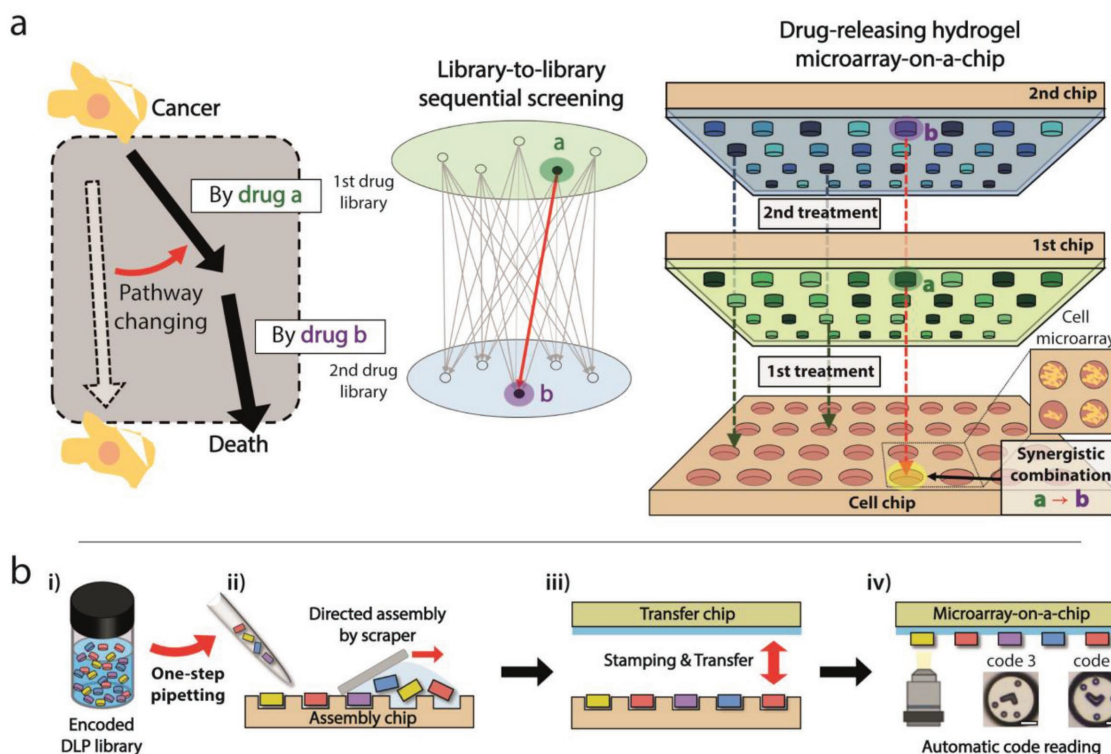 a
Cancer
By drug a
Pathway
changing
By drug b
Death
Library-to-library
sequential screening
a
1st drug
library
2nd drug
library
b
Drug-releasing hydrogel
microarray-on-a-chip
2nd chip
b
2nd treatment
1st chip
a
Cell
microarray
1st treatment
Synergistic
combination
a → b
Cell chip
b
i)
Encoded
DLP library
One-step
pipetting
ii)
Directed assembly
by scraper
Assembly chip
iii)
Transfer chip
Stamping & Transfer
iv)
Microarray-on-a-chip
code 3
code
Automatic code reading